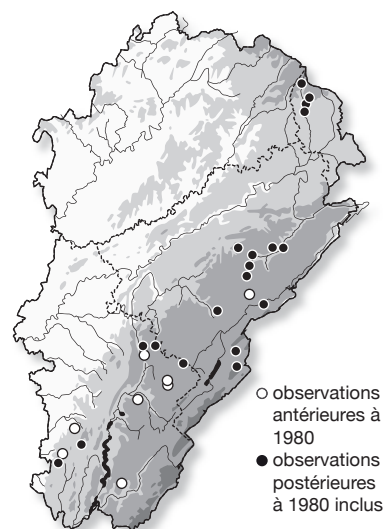 observations
antérieures à
1980
observations
postérieures
à 1980 inclus